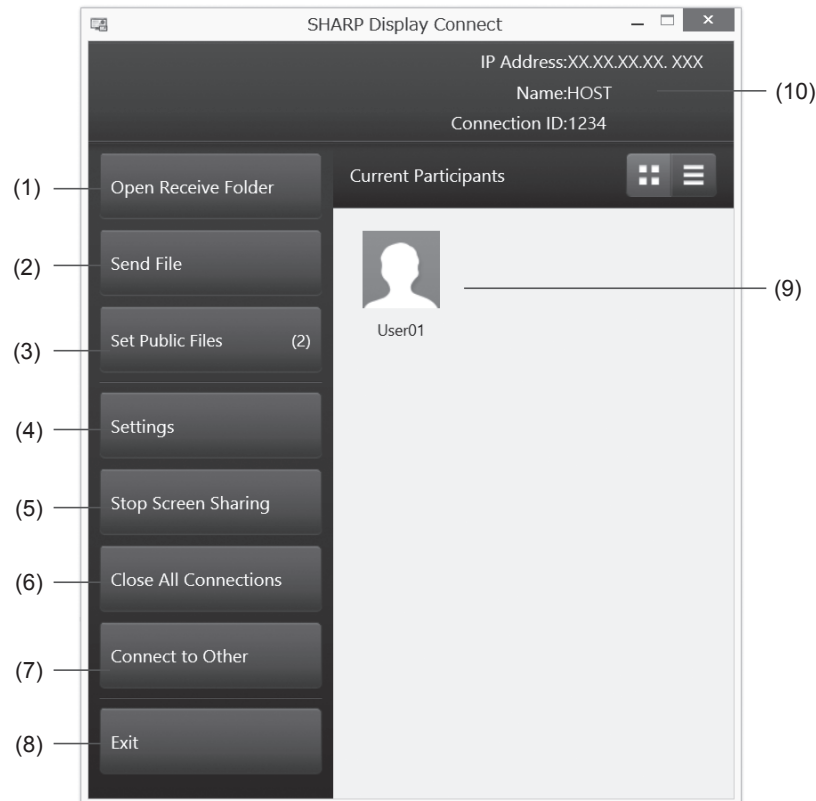 SHARP Display Connect
IP Address:XX.XX.XX.XX. XXX
Name:HOST
(10)
Connection ID:1234
(1)
Open Receive Folder
Current Participants
(2)
Send File
(9)
(3)
Set Public Files (2)
User01
(4)
Settings
(5)
Stop Screen Sharing
(6)
Close All Connections
(7)
Connect to Other
(8)
Exit